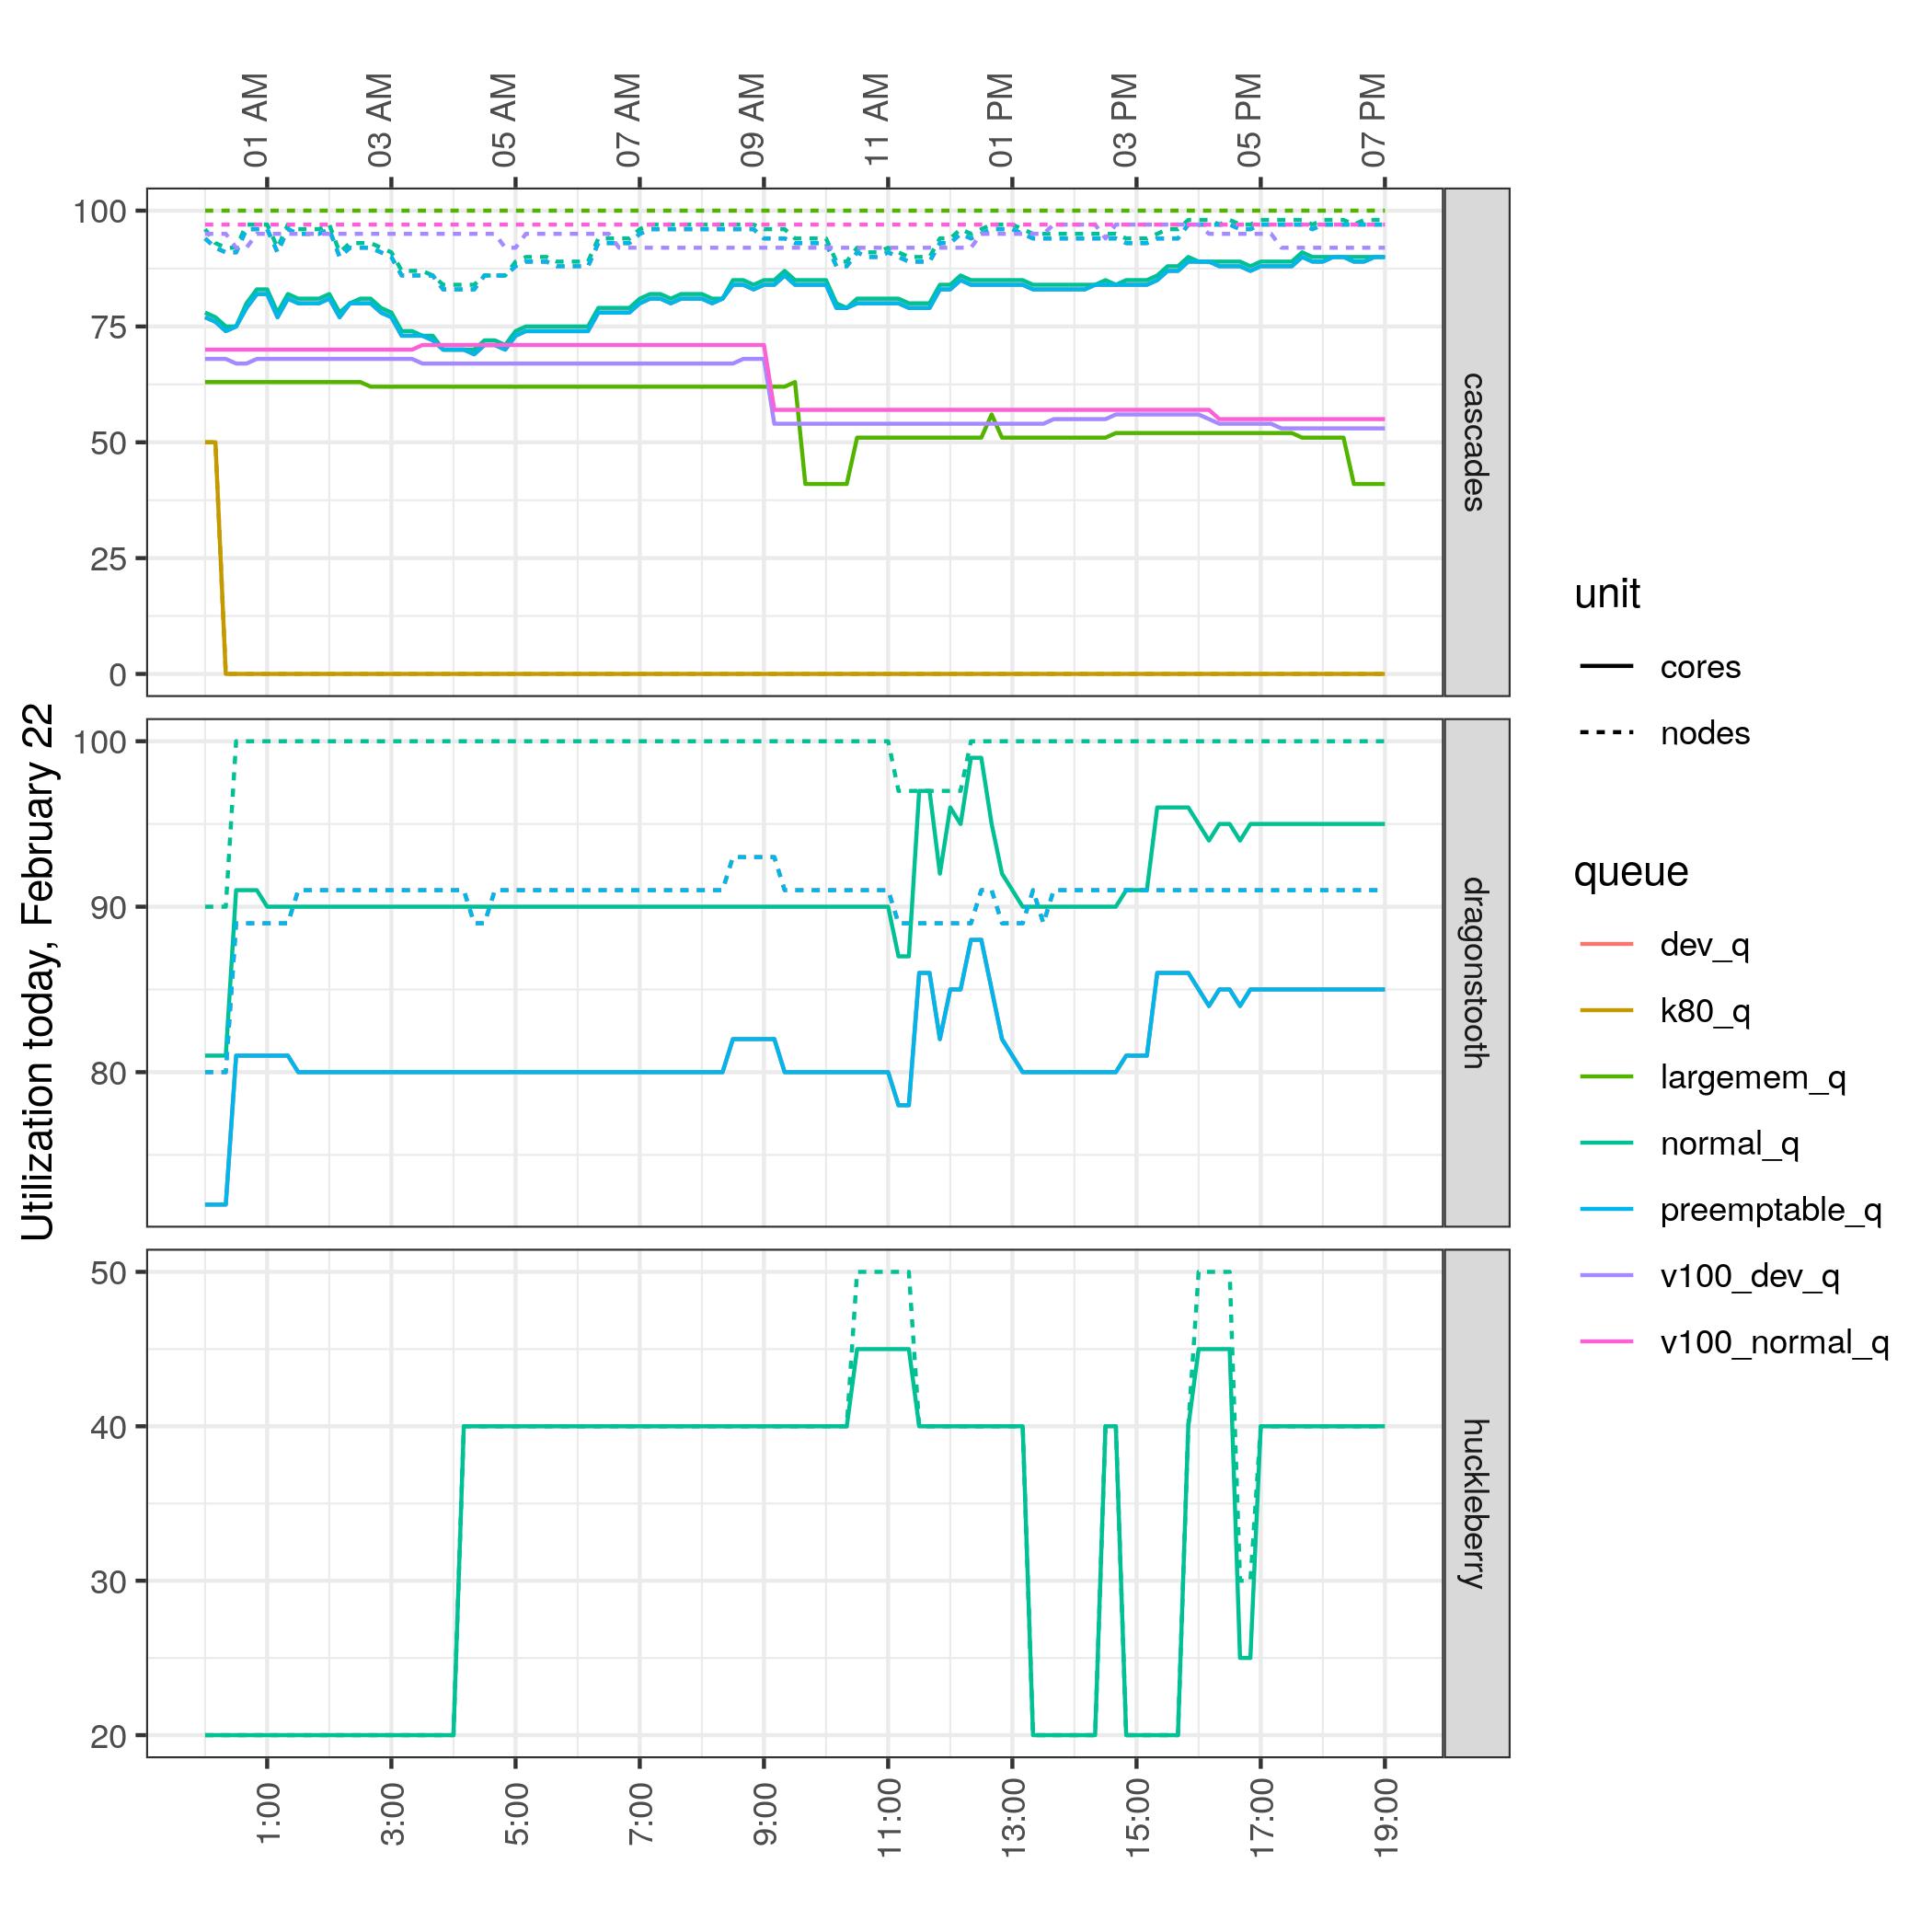 01 AM
03 AM
05 AM
07 AM
09 AM
11 AM
01 PM
03 PM
05 PM
07 PM
Utilization today, February 22
100
75
50
25
0
cascades
100
90
80
dragonstooth
50
40
30
20
huckleberry
1:00
3:00
5:00
7:00
9:00
11:00
13:00
15:00
17:00
19:00
unit
cores
nodes
queue
dev_q
k80_q
largemem_q
normal_q
preemptable_q
v100_dev_q
v100_normal_q